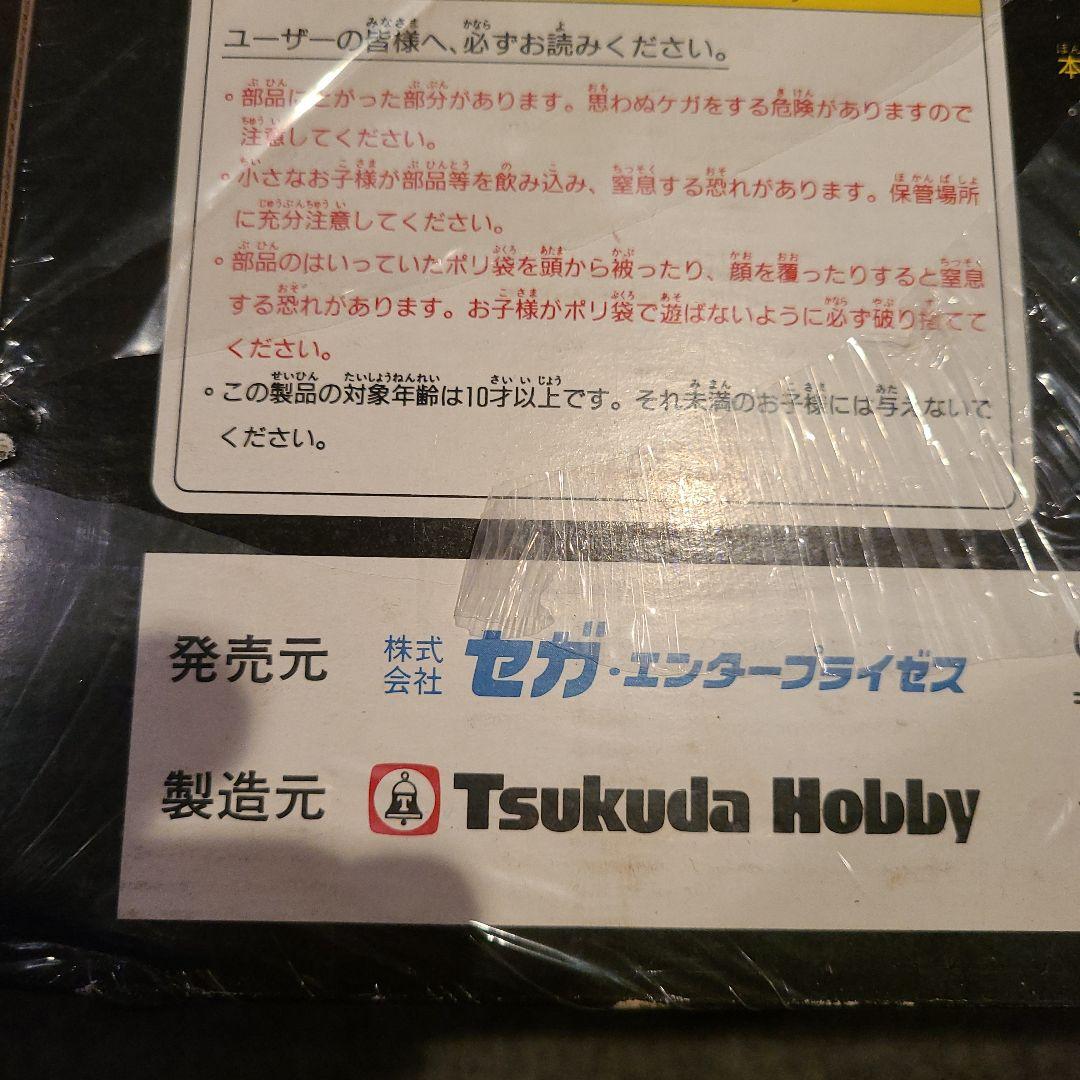 ユーザーの皆様へ、必ずお読みください。
。部品にとがった部分があります。思わぬケガをする危険がありますので
注意してください。
。小さなお子様が部品等を飲み込み、窒息する恐れがあります。保管場所
に充分注意してください。
。部品のはいっていたポリ袋を頭から被ったり、顔を覆ったりすると窒息
する恐れがあります。お子様がポリ袋で遊ばないように必ず破り捨てて
ください。
。この製品の対象年齢は10才以上です。それ未満のお子様には与えないで
ください。
本
発売元 株式会社 セガ・エンタープライゼス
製造元 T Tsukuda Hobby